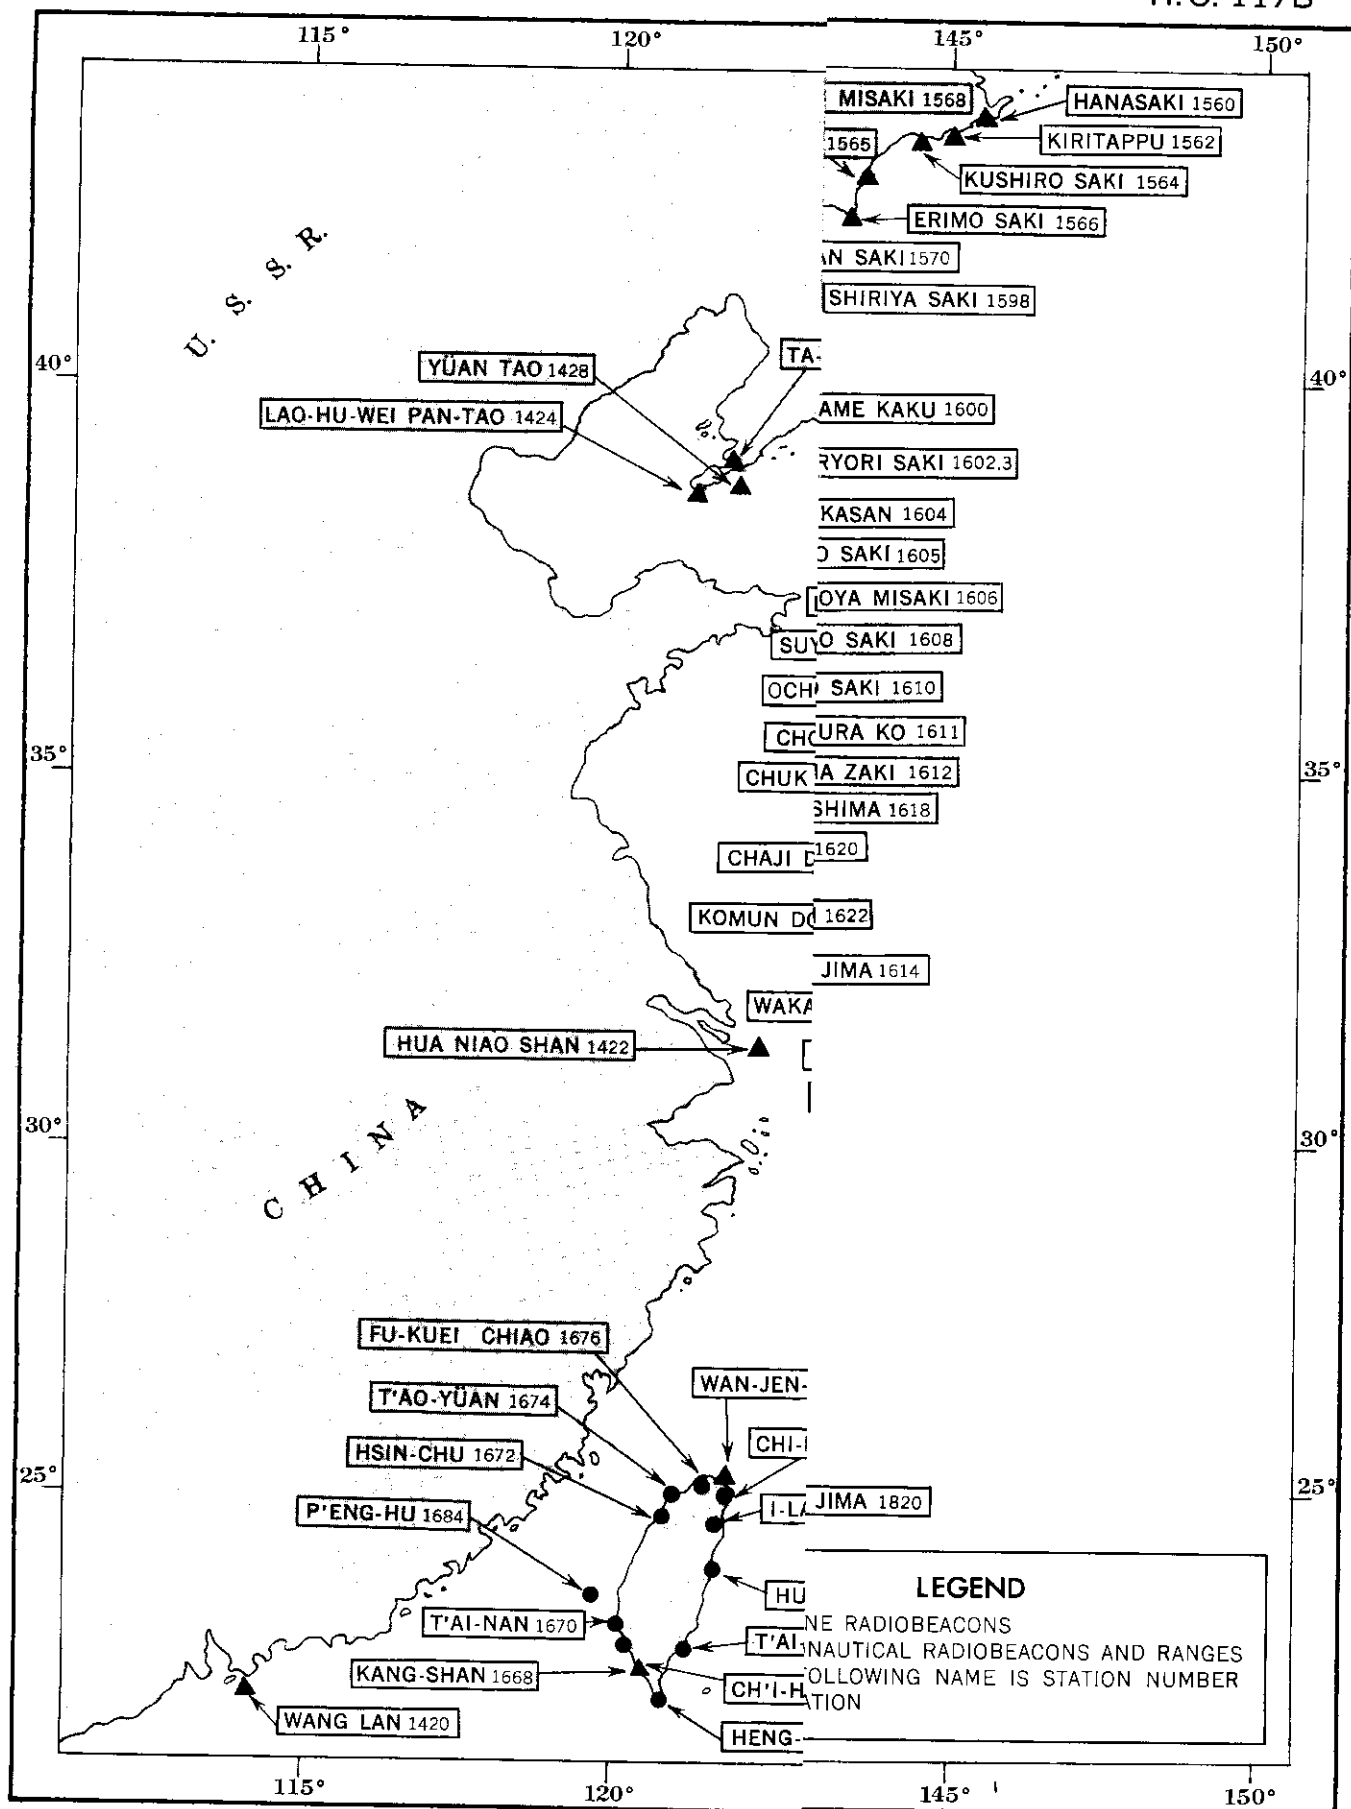 115°
120°
145°
150°
MISAKI 1568
HANASAKI 1560
1565
KIRITAPPU 1562
KUSHIRO SAKI 1564
ERIMO SAKI 1566
U. S. S. R.
AN SAKI 1570
SHIRIYA SAKI 1598
40°
YÜAN TAO 1428
TA-
40°
LAO-HU-WEI PAN-TAO 1424
AME KAKU 1600
RYORI SAKI 1602.3
KASAN 1604
O SAKI 1605
OYA MISAKI 1606
SUY
O SAKI 1608
OCH
SAKI 1610
CHO
URA KO 1611
35°
CHUK
A ZAKI 1612
35°
SHIMA 1618
CHAJI D
1620
KOMUN DO
1622
JIMA 1614
WAKA
HUA NIAO SHAN 1422
30°
CHINA
30°
FU-KUEI CHIAO 1676
WAN-JEN-
T'AO-YÜAN 1674
CHI-
HSIN-CHU 1672
25°
25°
P'ENG-HU 1684
I-LA
JIMA 1820
LEGEND
HU
NE RADIOBEACONS
T'AI-NAN 1670
T'AI-
NAUTICAL RADIOBEACONS AND RANGES
KANG-SHAN 1668
CH'I-H
OLLOWING NAME IS STATION NUMBER
ATION
WANG LAN 1420
HENG-
115°
120°
145°
150°